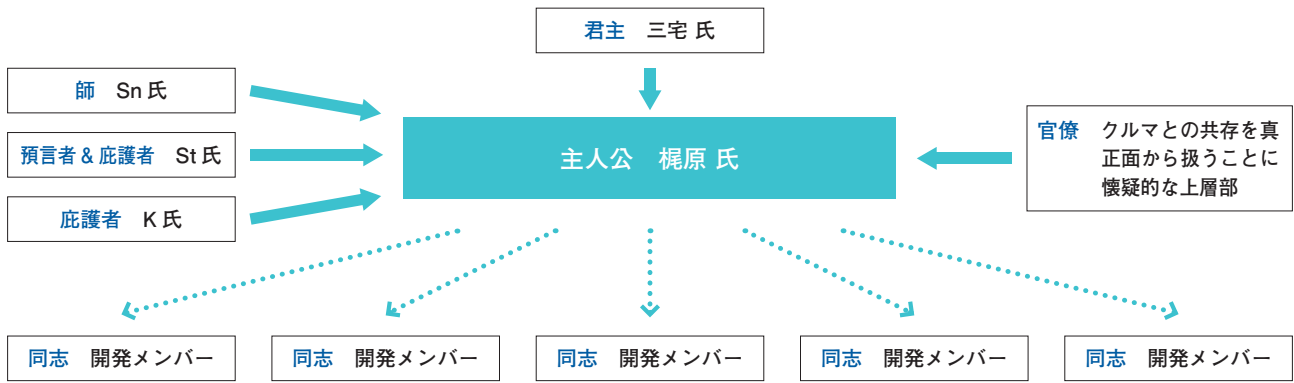 君主 三宅 氏
師 Sn 氏
預言者 & 庇護者 St 氏
庇護者 K 氏
主人公 梶原 氏
官僚 クルマとの共存を真
正面から扱うことに
懐疑的な上層部
同志 開発メンバー
同志 開発メンバー
同志 開発メンバー
同志 開発メンバー
同志 開発メンバー